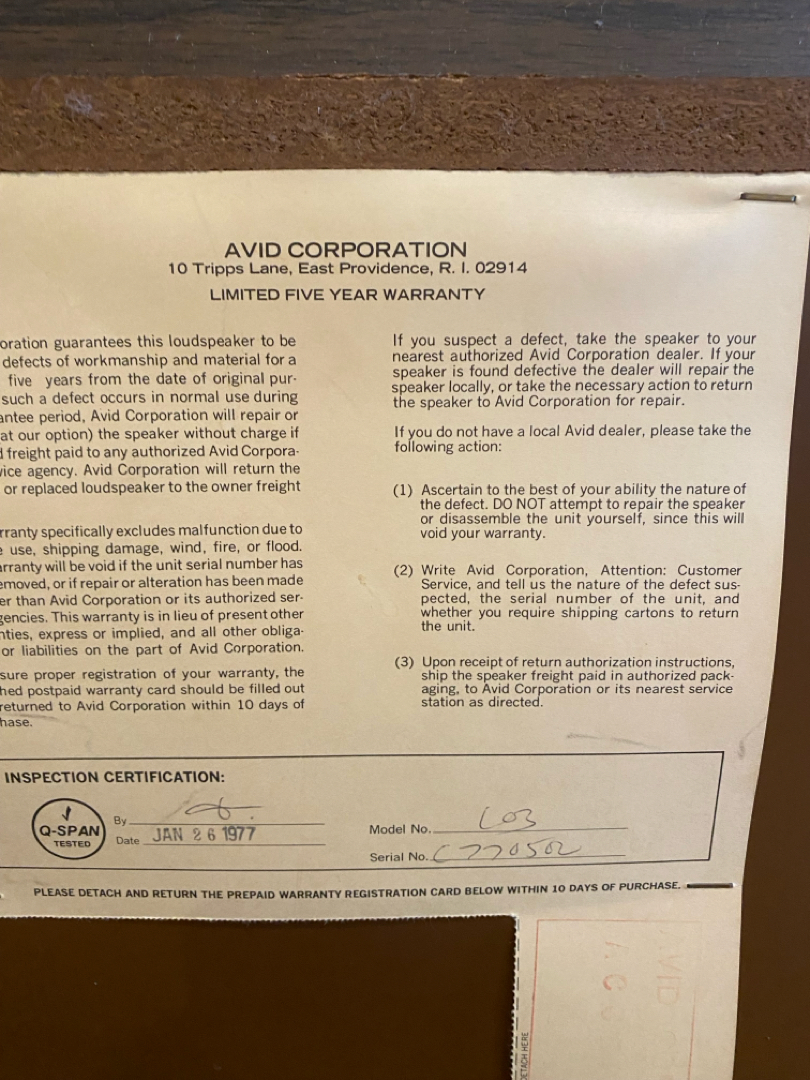 AVID CORPORATION
10 Tripps Lane, East Providence, R. I. 02914
LIMITED FIVE YEAR WARRANTY
oration guarantees this loudspeaker to be
defects of workmanship and material for a
five years from the date of original pur-
such a defect occurs in normal use during
antee period, Avid Corporation will repair or
at our option) the speaker without charge if
freight paid to any authorized Avid Corpora-
vice agency. Avid Corporation will return the
or replaced loudspeaker to the owner freight
rranty specifically excludes malfunction due to
use, shipping damage, wind, fire, or flood.
arranty will be void if the unit serial number has
emoved, or if repair or alteration has been made
er than Avid Corporation or its authorized ser-
gencies. This warranty is in lieu of present other
nties, express or implied, and all other obliga-
or liabilities on the part of Avid Corporation.
sure proper registration of your warranty, the
hed postpaid warranty card should be filled out
returned to Avid Corporation within 10 days of
hase.
If you suspect a defect, take the speaker to your
nearest authorized Avid Corporation dealer. If your
speaker is found defective the dealer will repair the
speaker locally, or take the necessary action to return
the speaker to Avid Corporation for repair.
If you do not have a local Avid dealer, please take the
following action:
(1) Ascertain to the best of your ability the nature of
the defect. DO NOT attempt to repair the speaker
or disassemble the unit yourself, since this will
void your warranty.
(2) Write Avid Corporation, Attention: Customer
Service, and tell us the nature of the defect sus-
pected, the serial number of the unit, and
whether you require shipping cartons to return
the unit.
(3) Upon receipt of return authorization instructions,
ship the speaker freight paid in authorized pack-
aging, to Avid Corporation or its nearest service
station as directed.
INSPECTION CERTIFICATION:
Q-SPAN
TESTED
By
Date JAN 26 1977
Model No. 103
Serial No. C770502
PLEASE DETACH AND RETURN THE PREPAID WARRANTY REGISTRATION CARD BELOW WITHIN 10 DAYS OF PURCHASE.
ETACH HERE